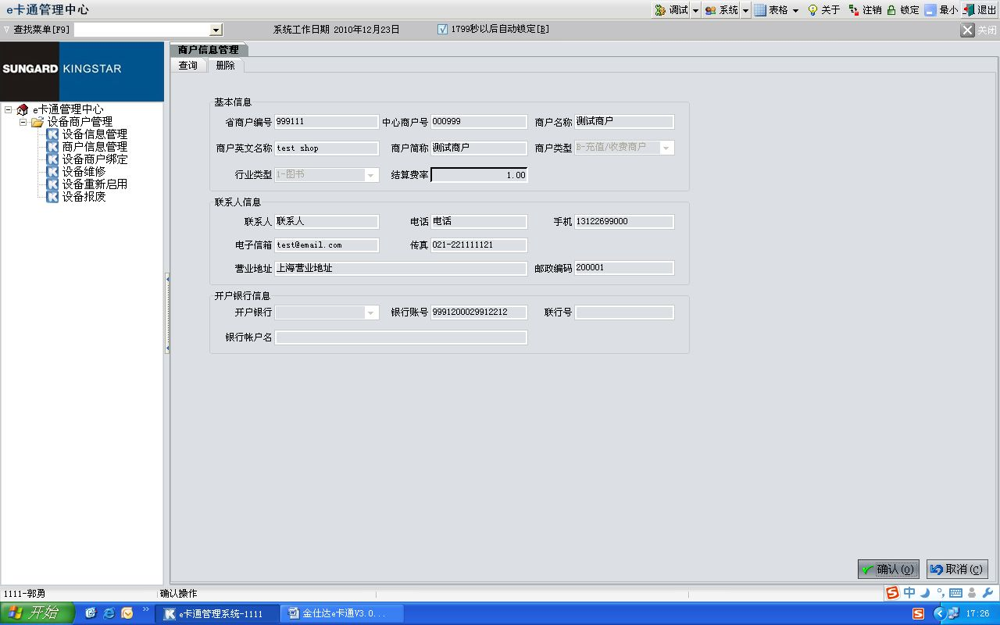 e卡通管理中心 调试 系统 表格 关于 注销 锁定 最小 退出
查找菜单[F9] 系统工作日期 2010年12月23日 1799秒以后自动锁定[B] 关闭
SUNGARD KINGSTAR
商户信息管理
查询 删除
e卡通管理中心
设备商户管理
设备信息管理
商户信息管理
设备商户绑定
设备维修
设备重新启用
设备报废
基本信息
省商户编号 999111 中心商户号 000999 商户名称 测试商户
商户英文名称 test shop 商户简称 测试商户 商户类型 B-充值/收费商户
行业类型 1-图书 结算费率 1.00
联系人信息
联系人 联系人 电话 电话 手机 13122699000
电子信箱 test@email.com 传真 021-221111121
营业地址 上海营业地址 邮政编码 200001
开户银行信息
开户银行 银行账号 9991200029912212 联行号
银行帐户名
确认(O) 取消(C)
1111-郭勇 确认操作 中
开始 e卡通管理系统-1111 金仕达e卡通V3.0... 17:26